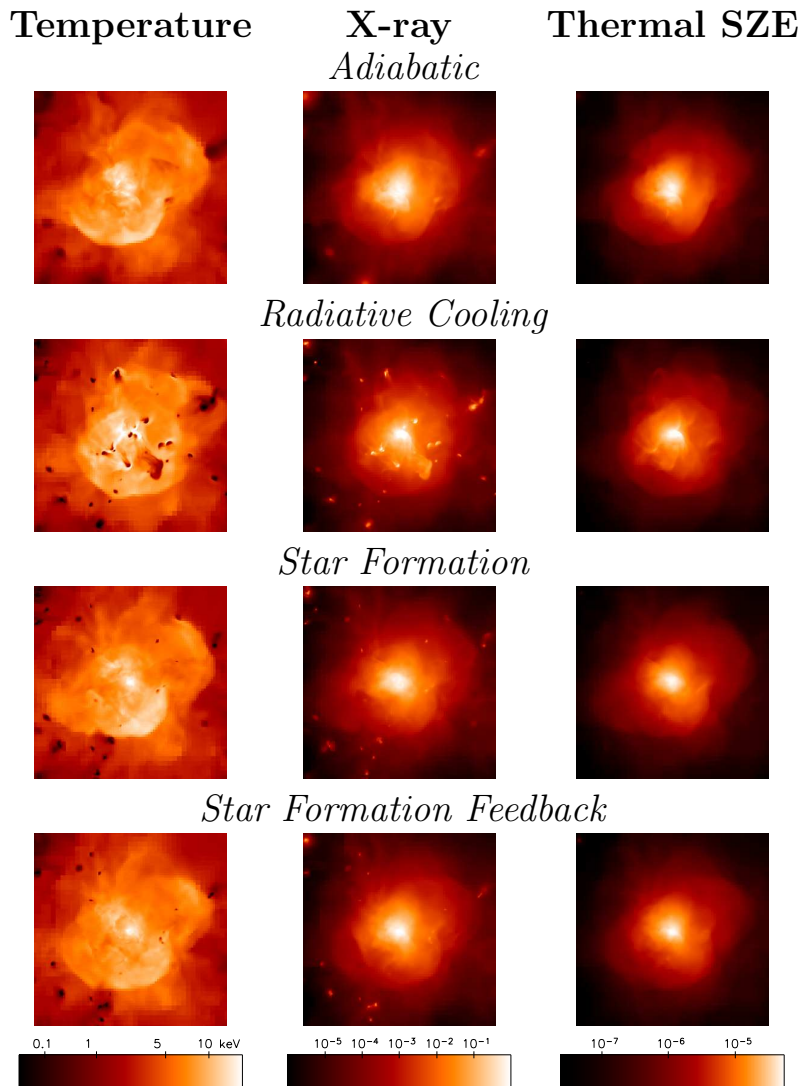 Temperature X-ray Thermal SZE
Adiabatic
Radiative Cooling
Star Formation
Star Formation Feedback
0.1 1 5 10 keV 10⁻⁵ 10⁻⁴ 10⁻³ 10⁻² 10⁻¹ 10⁻⁷ 10⁻⁶ 10⁻⁵